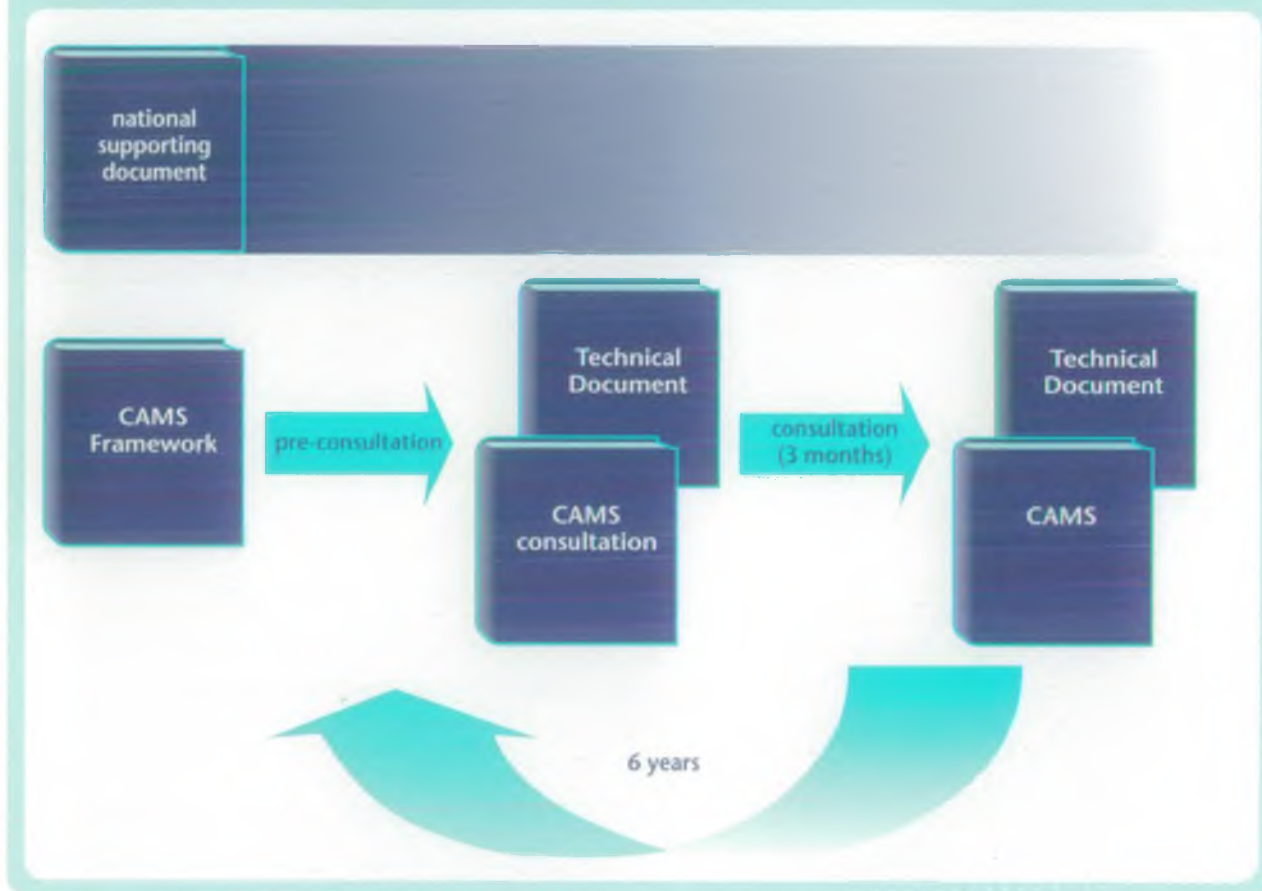 national
supporting
document
CAMS
Framework
pre-consultation
Technical
Document
CAMS
consultation
consultation
(3 months)
Technical
Document
CAMS
6 years